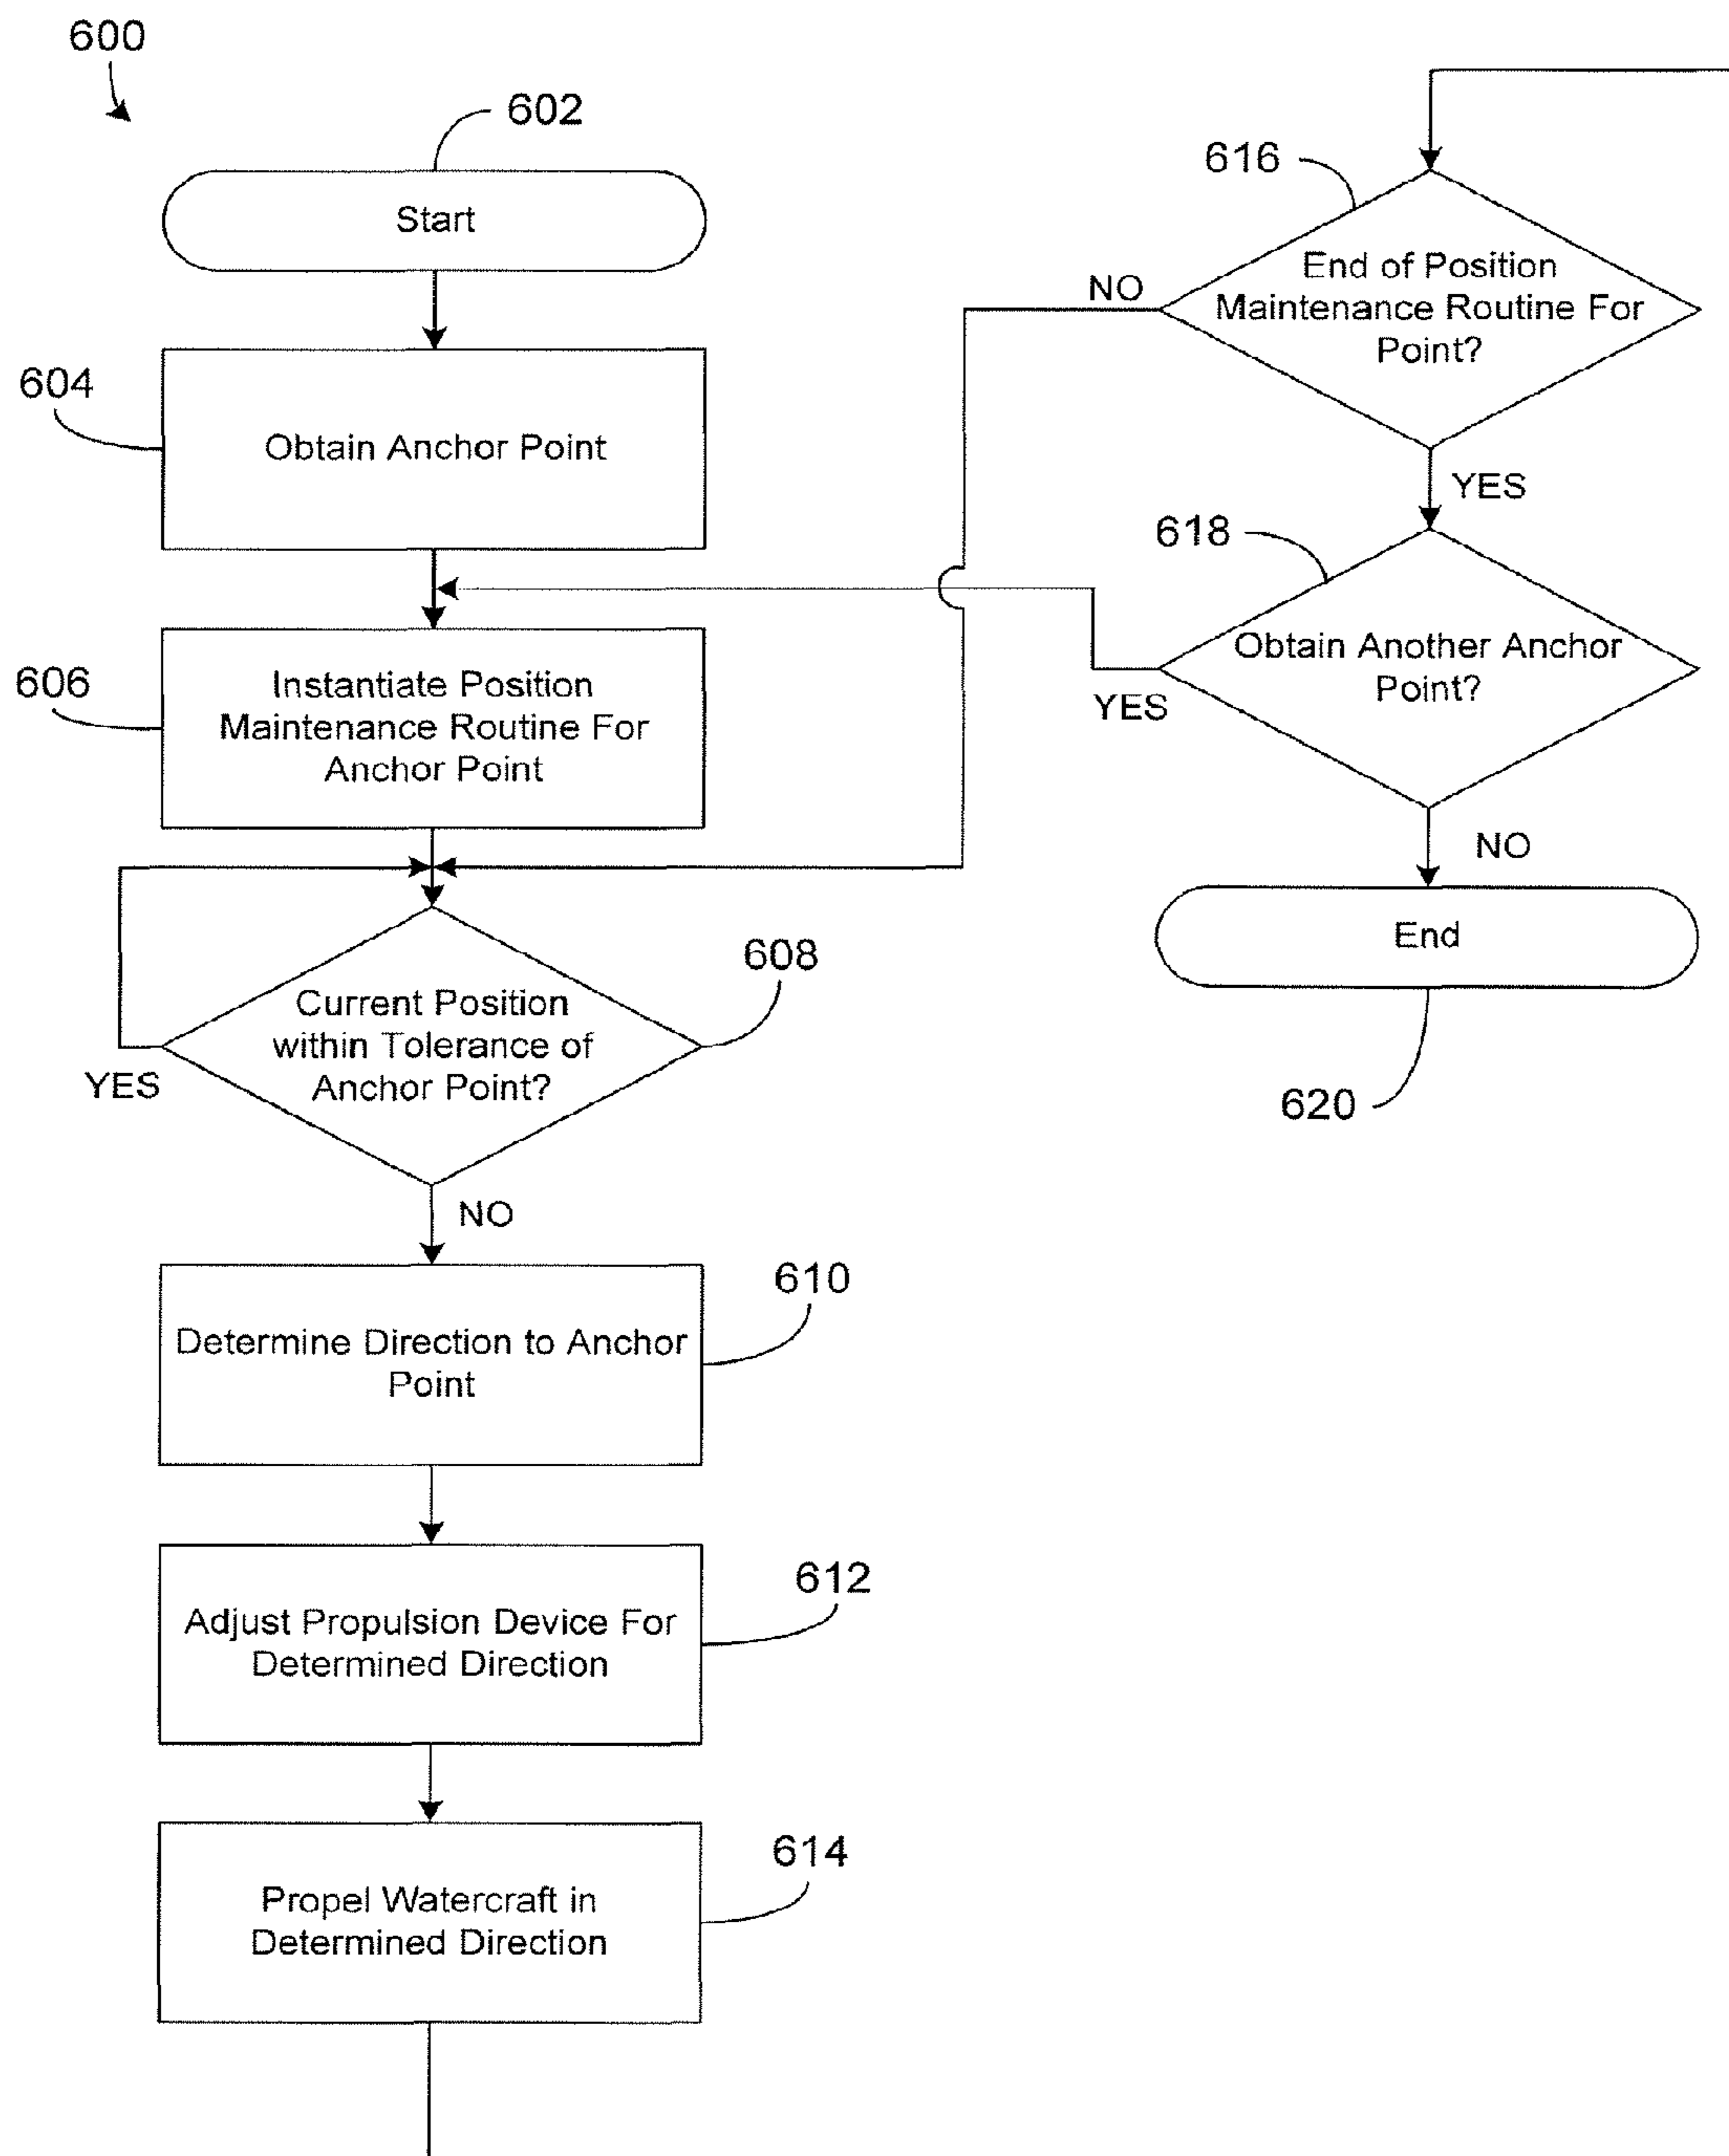 600
602
Start
604
Obtain Anchor Point
606
Instantiate Position
Maintenance Routine For
Anchor Point
608
Current Position
within Tolerance of
Anchor Point?
YES
NO
610
Determine Direction to Anchor
Point
612
Adjust Propulsion Device For
Determined Direction
614
Propel Watercraft in
Determined Direction
616
End of Position
Maintenance Routine For
Point?
NO
YES
618
Obtain Another Anchor
Point?
YES
NO
End
620